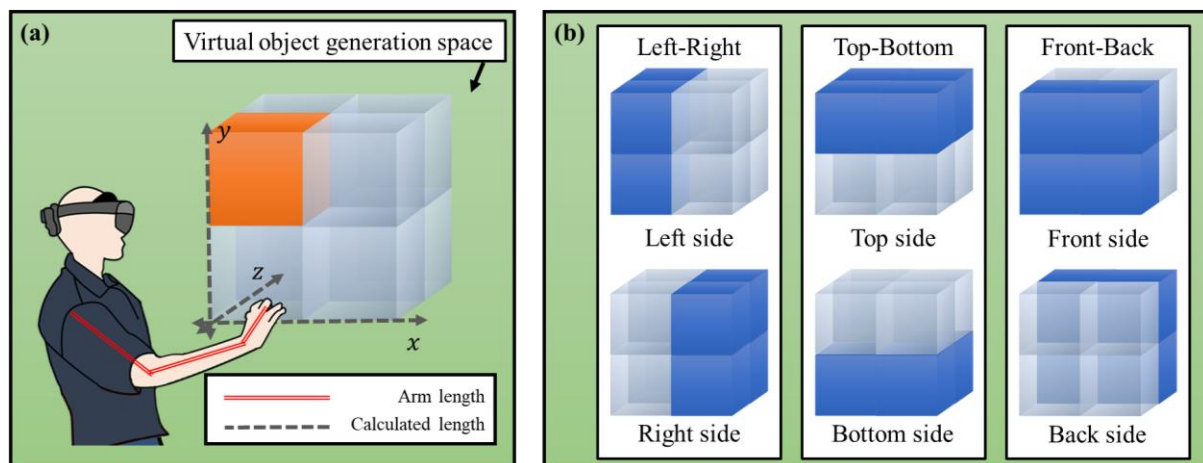 (a)
Virtual object generation space
y
z
x
Arm length
Calculated length
(b)
Left-Right
Top-Bottom
Front-Back
Left side
Top side
Front side
Right side
Bottom side
Back side